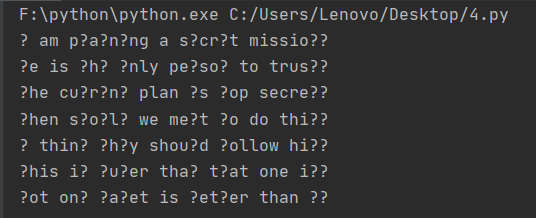 F:\python\python.exe C:/Users/Lenovo/Desktop/4.py
? am p?a?n?ng a s?cr?t missio??
?e is ?h? ?nly pe?so? to trus??
?he cu?r?n? plan ?s ?op secre??
?hen s?o?l? we me?t ?o do thi??
? thin? ?h?y shou?d ?ollow hi??
?his i? ?u?er tha? t?at one i??
?ot on? ?a?et is ?et?er than ??